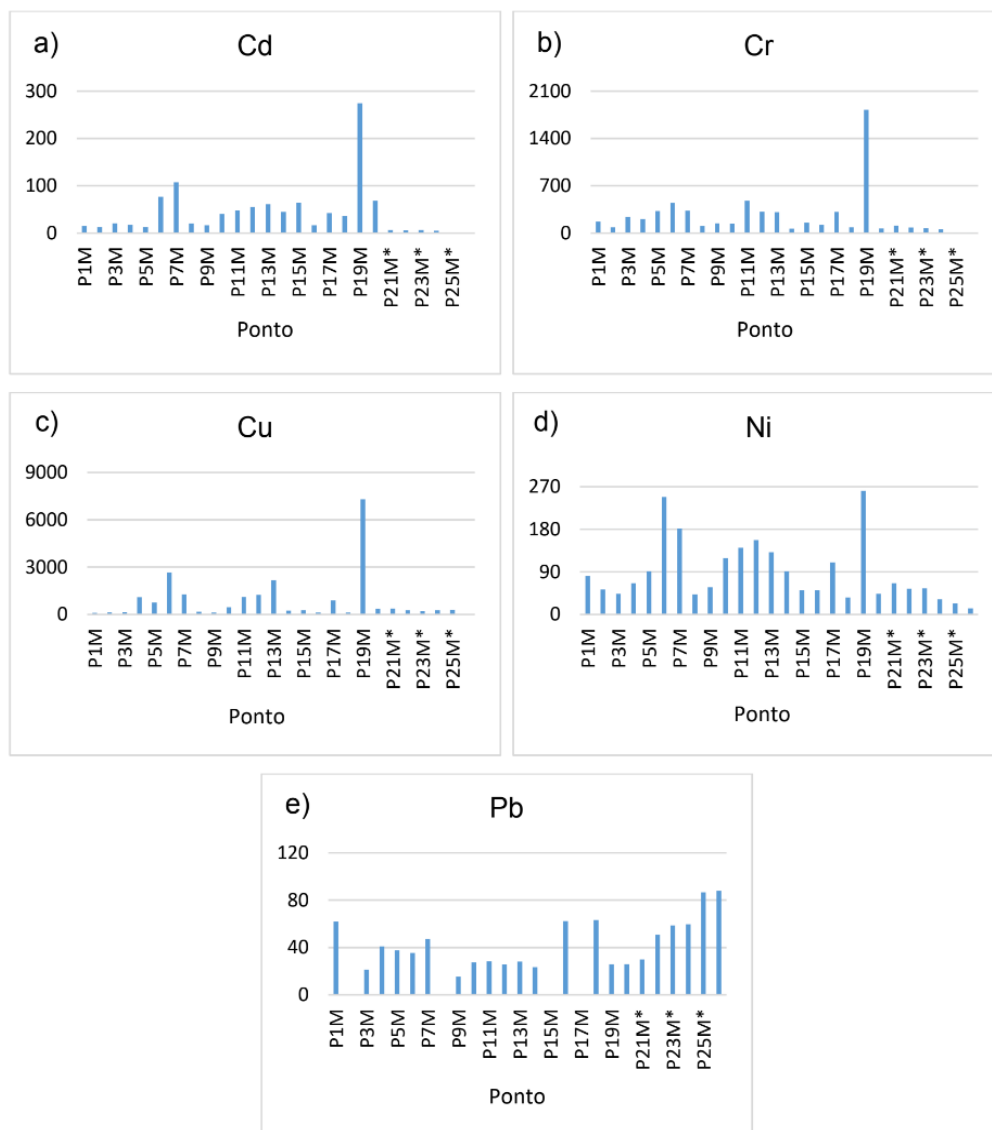 a) Cd
300
200
100
0
P1M P3M P5M P7M P9M P11M P13M P15M P17M P19M P21M* P23M* P25M*
Ponto
b) Cr
2100
1400
700
0
P1M P3M P5M P7M P9M P11M P13M P15M P17M P19M P21M* P23M* P25M*
Ponto
c) Cu
9000
6000
3000
0
P1M P3M P5M P7M P9M P11M P13M P15M P17M P19M P21M* P23M* P25M*
Ponto
d) Ni
270
180
90
0
P1M P3M P5M P7M P9M P11M P13M P15M P17M P19M P21M* P23M* P25M*
Ponto
e) Pb
120
80
40
0
P1M P3M P5M P7M P9M P11M P13M P15M P17M P19M P21M* P23M* P25M*
Ponto